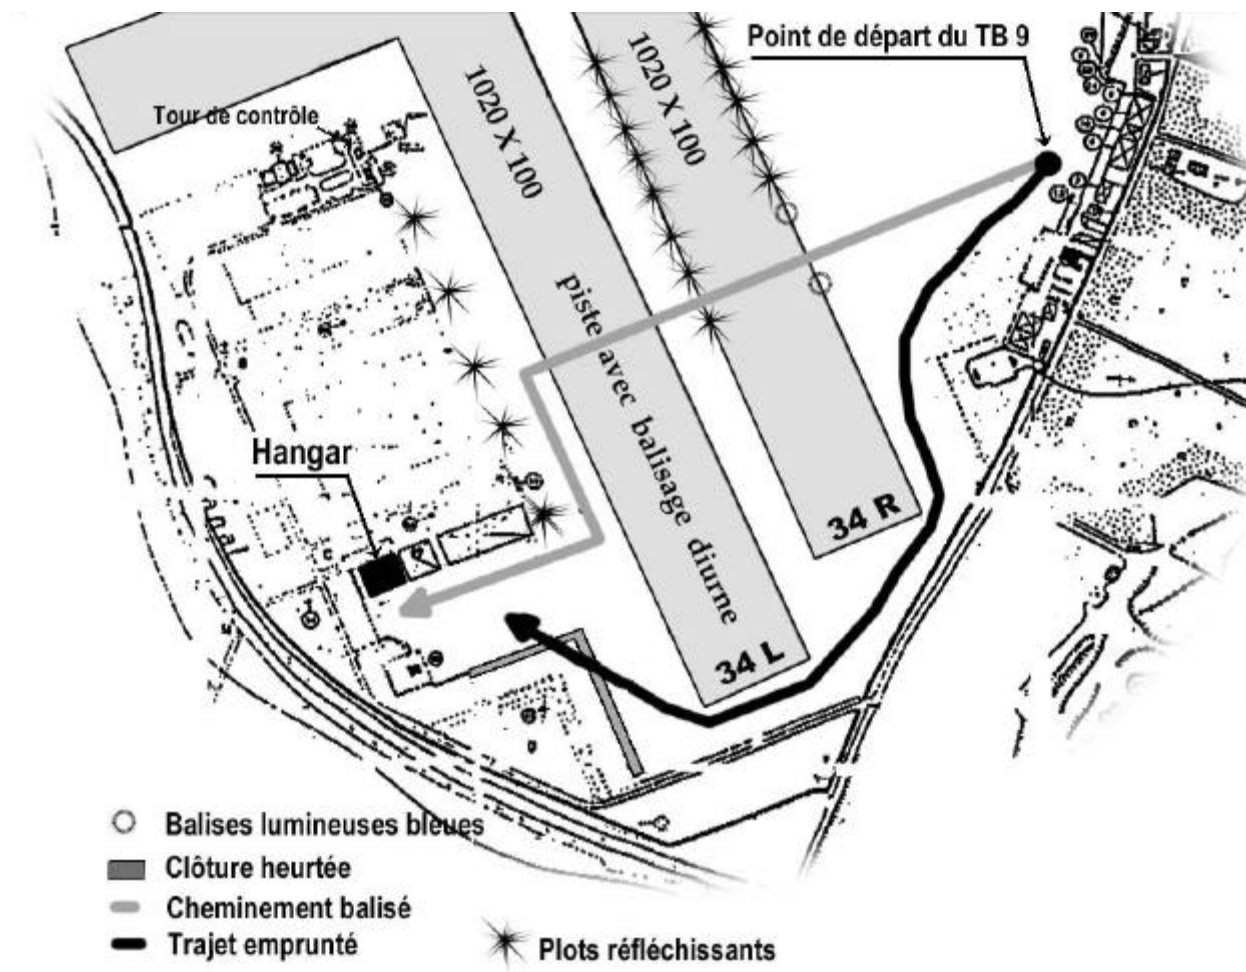 Point de départ du TB 9
Tour de contrôle
1020 X 100
1020 X 100
piste avec balisage diurne
Hangar
34 R
34 L
Canal
Balises lumineuses bleues
Clôture heurtée
Cheminement balisé
Trajet emprunté
Plots réfléchissants